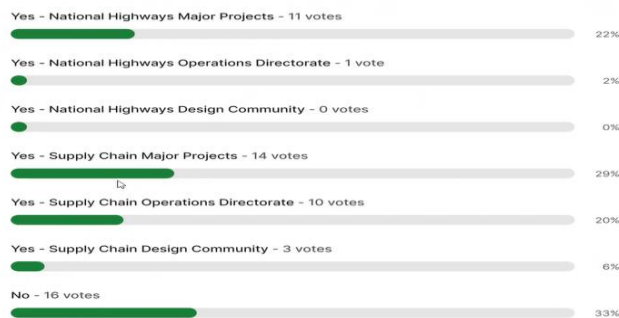 Yes - National Highways Major Projects - 11 votes
22%
Yes - National Highways Operations Directorate - 1 vote
2%
Yes - National Highways Design Community - 0 votes
0%
Yes - Supply Chain Major Projects - 14 votes
29%
Yes - Supply Chain Operations Directorate - 10 votes
20%
Yes - Supply Chain Design Community - 3 votes
6%
No - 16 votes
33%